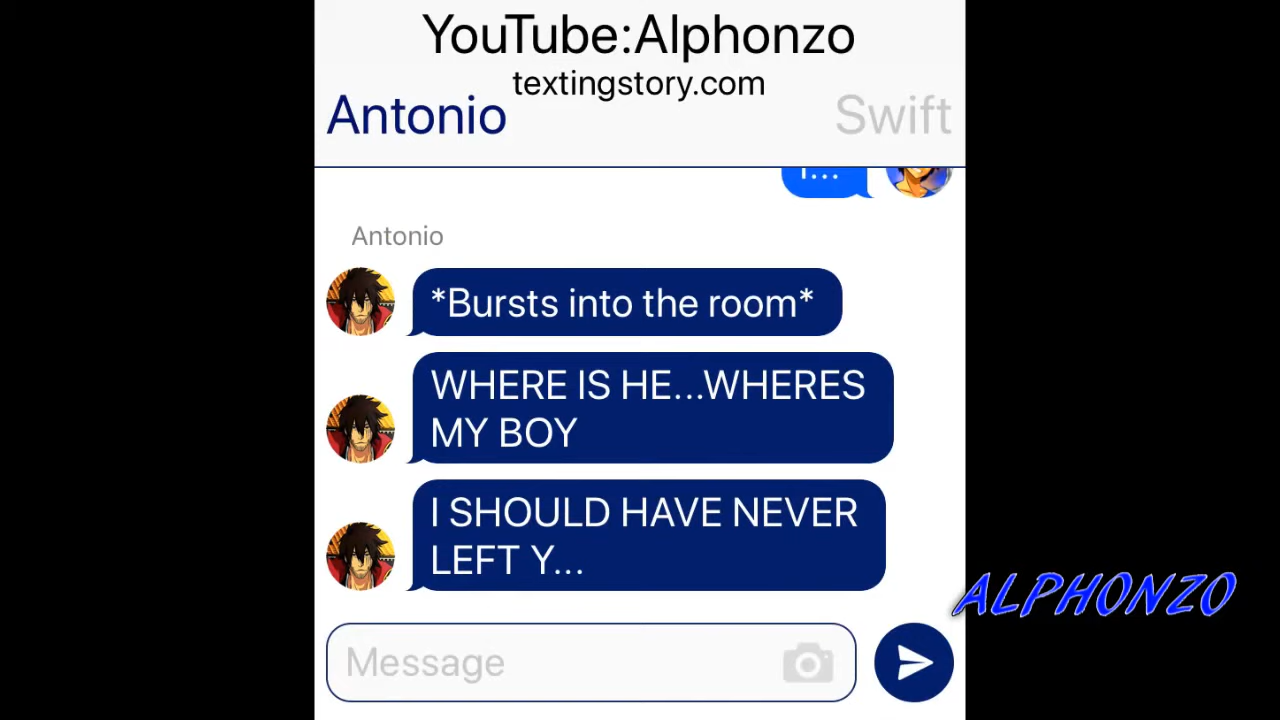 YouTube:Alphonzo
textingstory.com
Antonio
Swift
Antonio
*Bursts into the room*
WHERE IS HE...WHERES
MY BOY
I SHOULD HAVE NEVER
LEFT Y...
ALPHONZO
Message